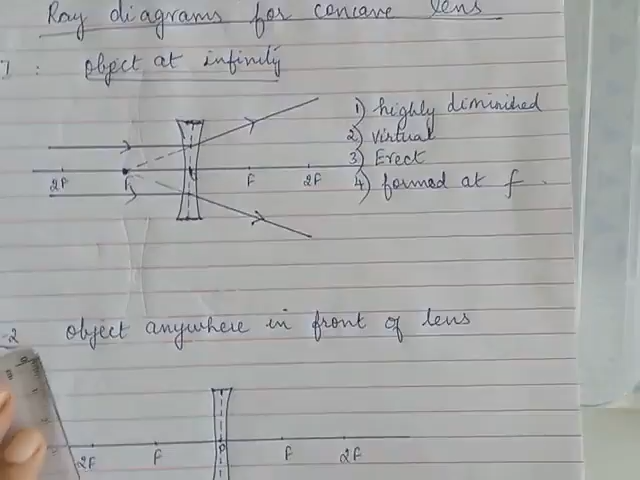 Ray diagrams for concave lens
: object at infinity
1) highly diminished
2) virtual
3) Erect
4) formed at f.
2F F F 2F
-2 object anywhere in front of lens
2F F P F 2F